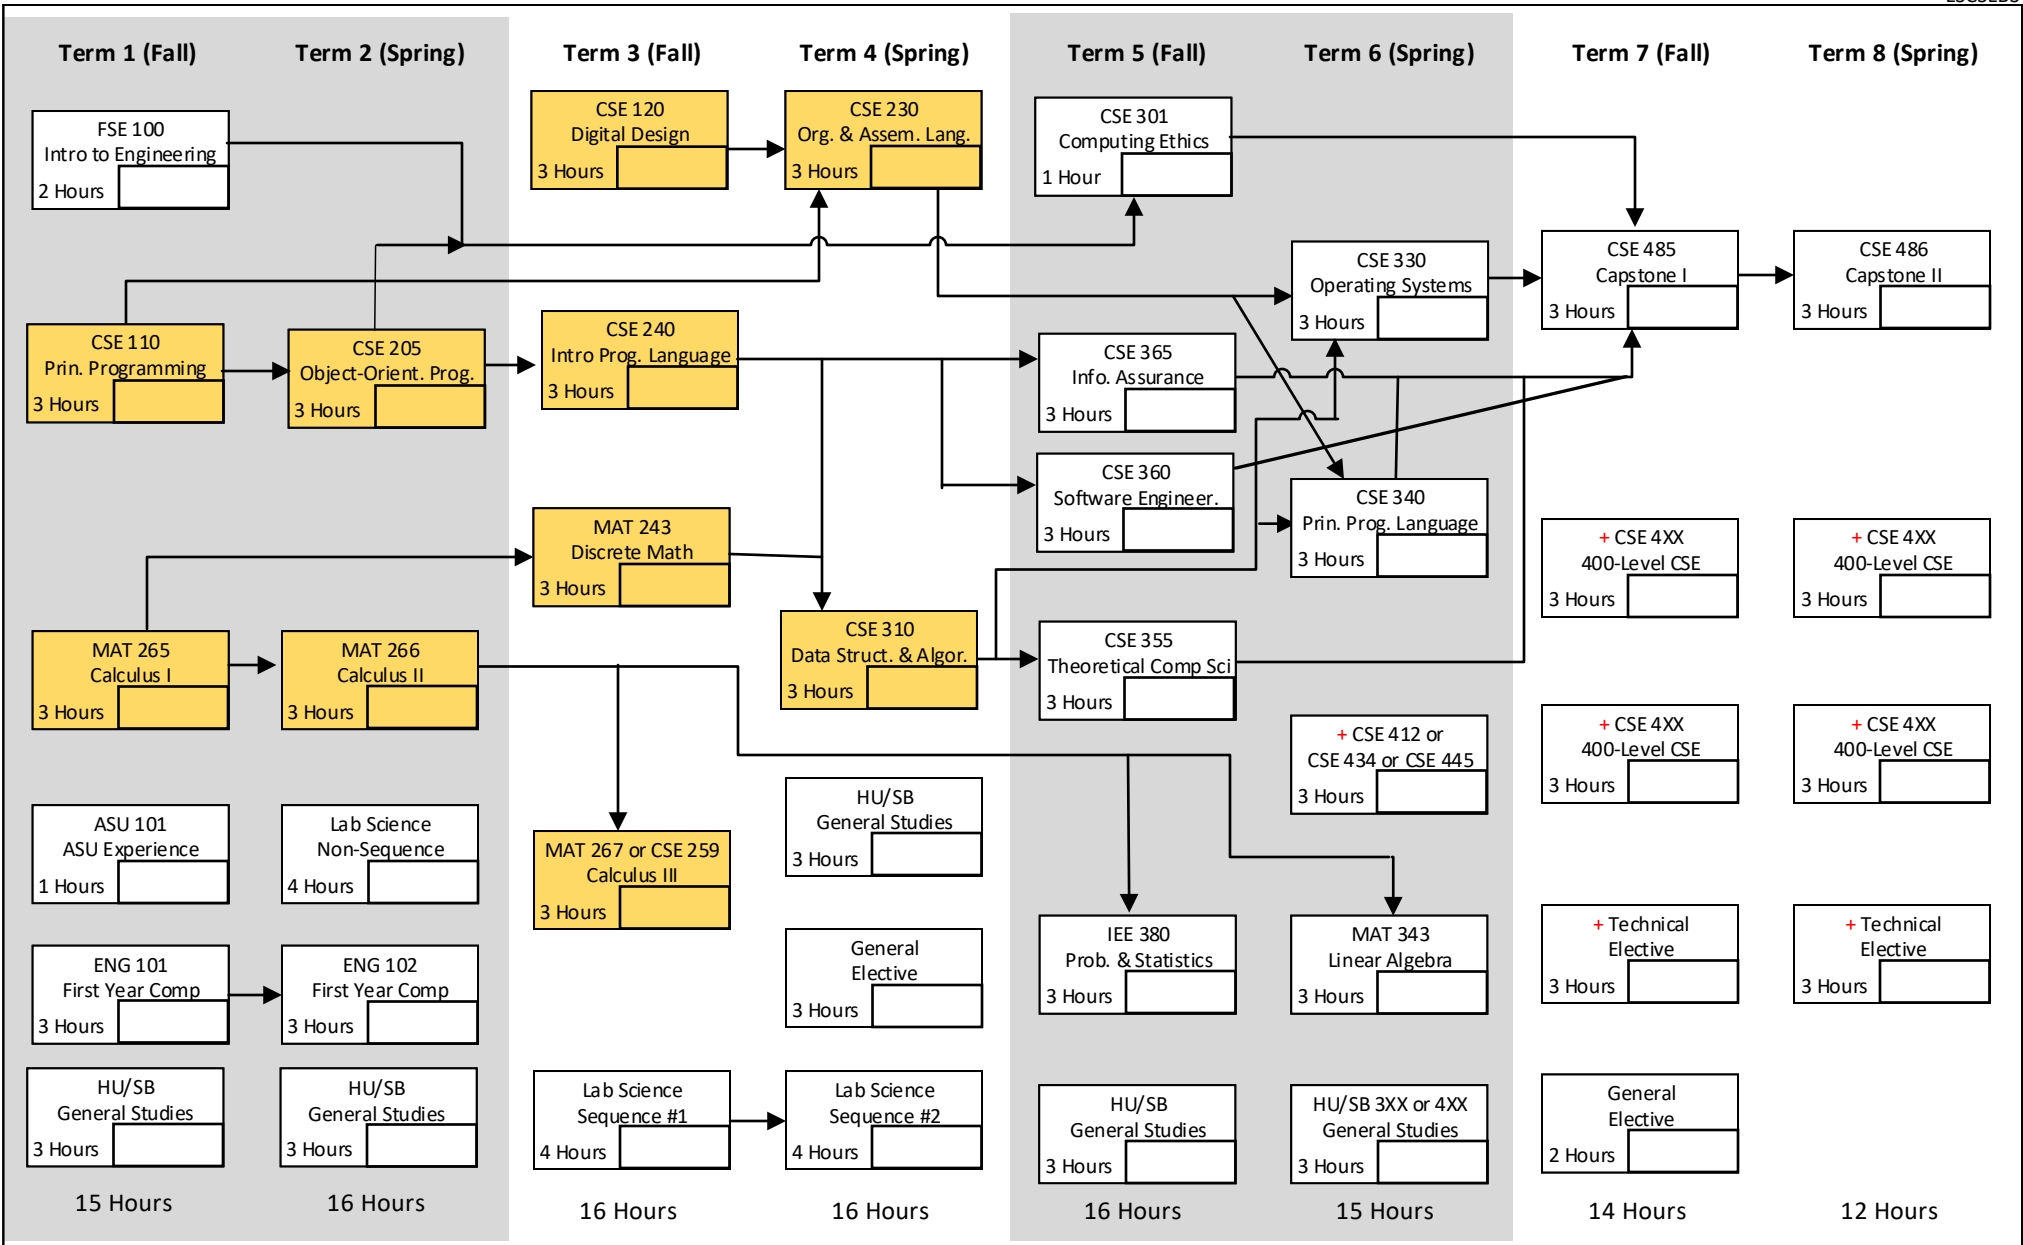 Term 1 (Fall)
Term 2 (Spring)
Term 3 (Fall)
Term 4 (Spring)
Term 5 (Fall)
Term 6 (Spring)
Term 7 (Fall)
Term 8 (Spring)
FSE 100
Intro to Engineering
2 Hours
CSE 110
Prin. Programming
3 Hours
MAT 265
Calculus I
3 Hours
ASU 101
ASU Experience
1 Hours
ENG 101
First Year Comp
3 Hours
HU/SB
General Studies
3 Hours
15 Hours
CSE 205
Object-Orient. Prog.
3 Hours
MAT 266
Calculus II
3 Hours
Lab Science
Non-Sequence
4 Hours
ENG 102
First Year Comp
3 Hours
HU/SB
General Studies
3 Hours
16 Hours
CSE 120
Digital Design
3 Hours
CSE 240
Intro Prog. Language
3 Hours
MAT 243
Discrete Math
3 Hours
MAT 267 or CSE 259
Calculus III
3 Hours
Lab Science
Sequence #1
4 Hours
16 Hours
CSE 230
Org. & Assem. Lang.
3 Hours
CSE 310
Data Struct. & Algor.
3 Hours
HU/SB
General Studies
3 Hours
General
Elective
3 Hours
Lab Science
Sequence #2
4 Hours
16 Hours
CSE 301
Computing Ethics
1 Hour
CSE 365
Info. Assurance
3 Hours
CSE 360
Software Engineer.
3 Hours
CSE 355
Theoretical Comp Sci
3 Hours
IEE 380
Prob. & Statistics
3 Hours
HU/SB
General Studies
3 Hours
16 Hours
CSE 330
Operating Systems
3 Hours
CSE 340
Prin. Prog. Language
3 Hours
+ CSE 412 or
CSE 434 or CSE 445
3 Hours
MAT 343
Linear Algebra
3 Hours
HU/SB 3XX or 4XX
General Studies
3 Hours
15 Hours
CSE 485
Capstone I
3 Hours
+ CSE 4XX
400-Level CSE
3 Hours
+ CSE 4XX
400-Level CSE
3 Hours
+ Technical
Elective
3 Hours
General
Elective
2 Hours
14 Hours
CSE 486
Capstone II
3 Hours
+ CSE 4XX
400-Level CSE
3 Hours
+ CSE 4XX
400-Level CSE
3 Hours
+ Technical
Elective
3 Hours
12 Hours